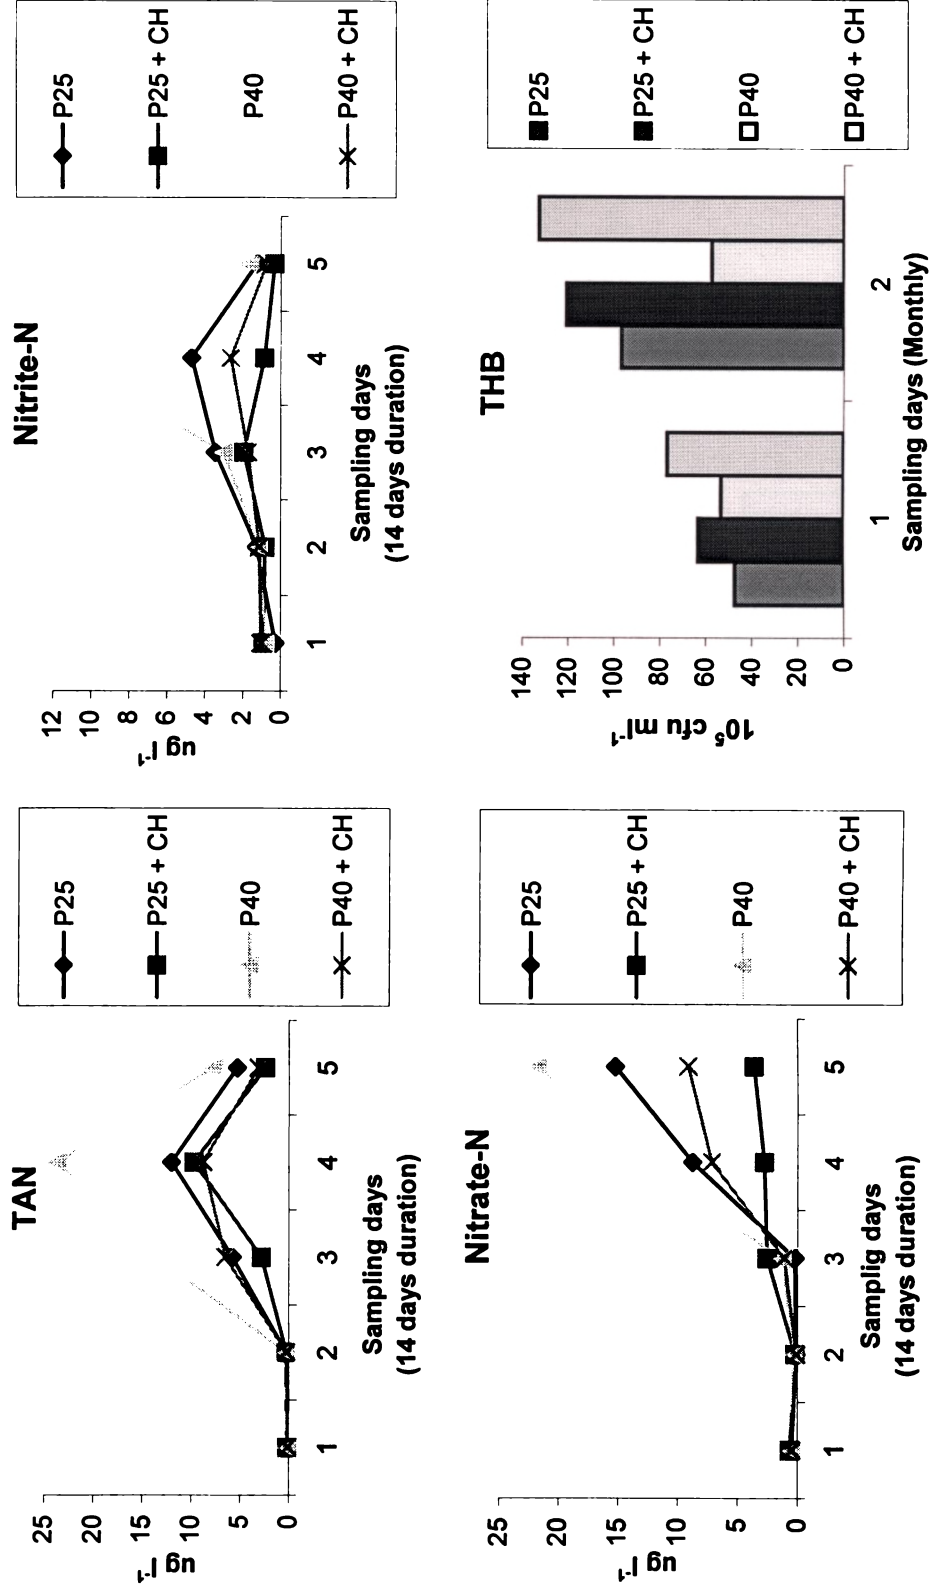 TAN
25
20
15
10
5
0
ug l⁻¹
1 2 3 4 5
Sampling days
(14 days duration)
P25
P25 + CH
P40
P40 + CH
Nitrite-N
12
10
8
6
4
2
0
ug l⁻¹
1 2 3 4 5
Sampling days
(14 days duration)
P25
P25 + CH
P40
P40 + CH
Nitrate-N
25
20
15
10
5
0
ug l⁻¹
1 2 3 4 5
Samplig days
(14 days duration)
P25
P25 + CH
P40
P40 + CH
THB
140
120
100
80
60
40
20
0
10⁵ cfu ml⁻¹
1 2
Sampling days (Monthly)
P25
P25 + CH
P40
P40 + CH